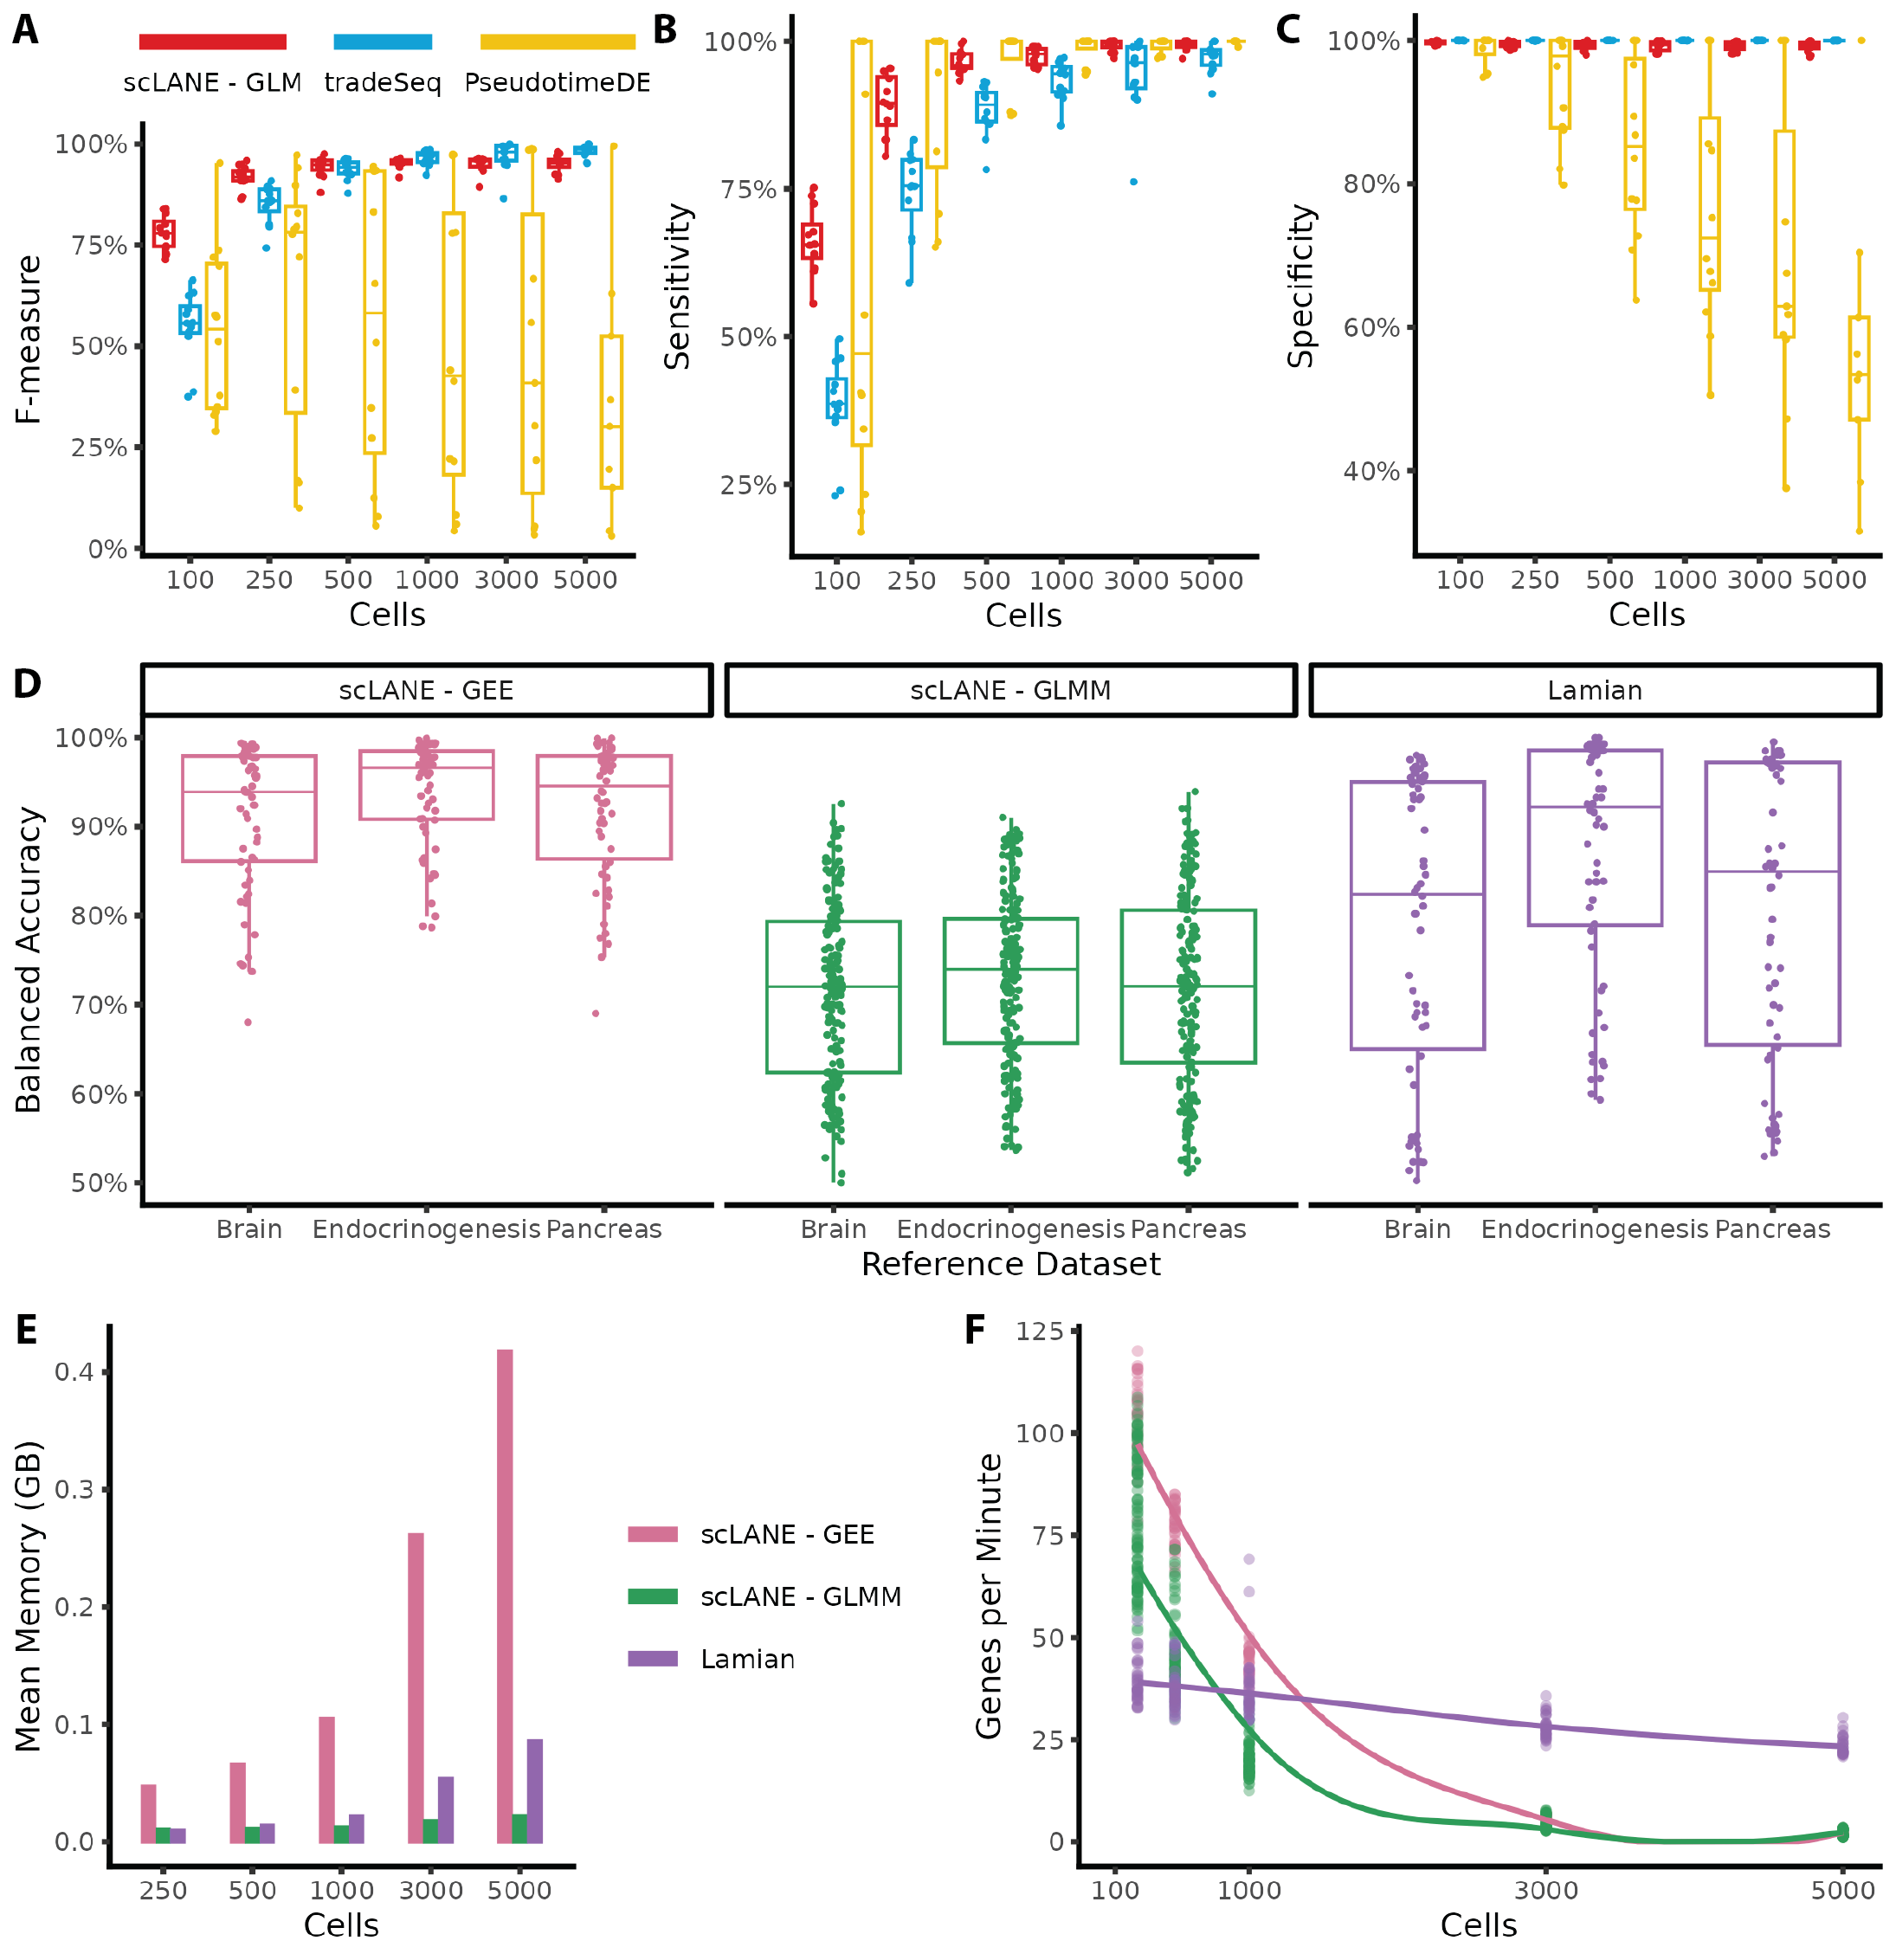 A
scLANE - GLM tradeSeq PseudotimeDE
F-measure
100%
75%
50%
25%
0%
100 250 500 1000 3000 5000
Cells
B
Sensitivity
100%
75%
50%
25%
100 250 500 1000 3000 5000
Cells
C
Specificity
100%
80%
60%
40%
100 250 500 1000 3000 5000
Cells
D
scLANE - GEE scLANE - GLMM Lamian
Balanced Accuracy
100%
90%
80%
70%
60%
50%
Brain Endocrinogenesis Pancreas Brain Endocrinogenesis Pancreas Brain Endocrinogenesis Pancreas
Reference Dataset
E
Mean Memory (GB)
0.4
0.3
0.2
0.1
0.0
250 500 1000 3000 5000
Cells
scLANE - GEE
scLANE - GLMM
Lamian
F
Genes per Minute
125
100
75
50
25
0
100 1000 3000 5000
Cells